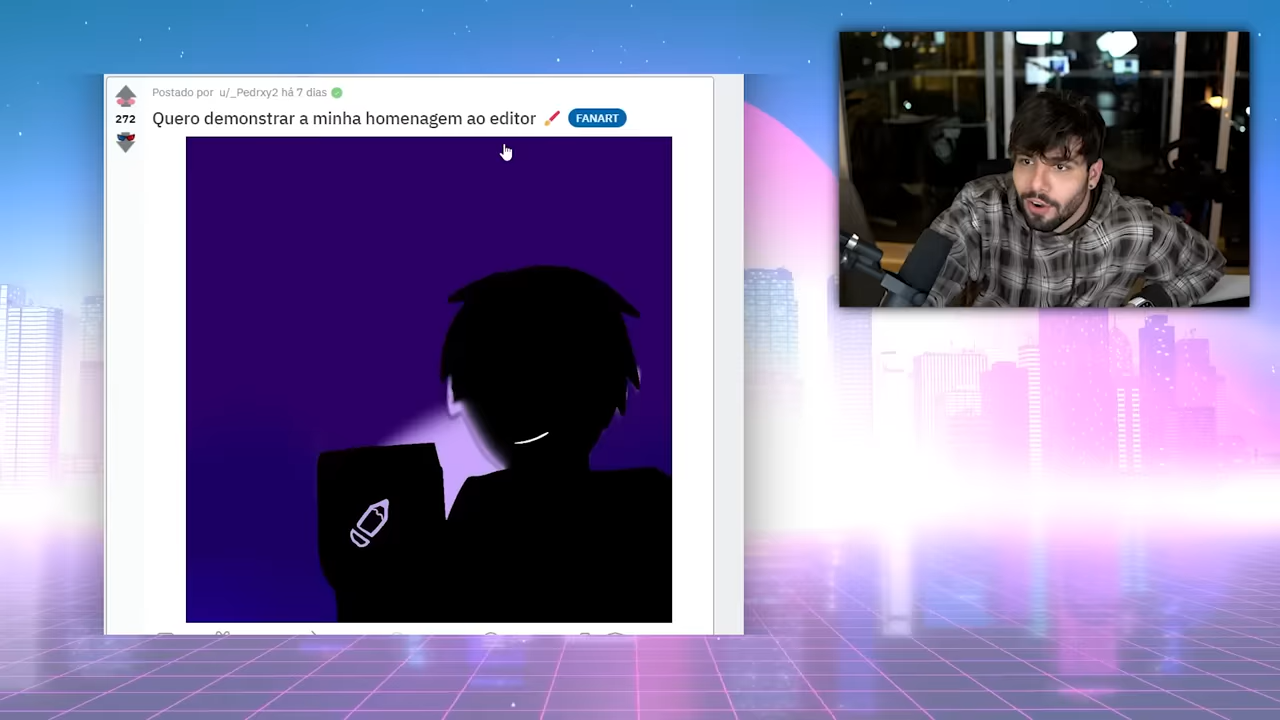 Postado por u/_Pedrxy2 há 7 dias
272
Quero demonstrar a minha homenagem ao editor FANART